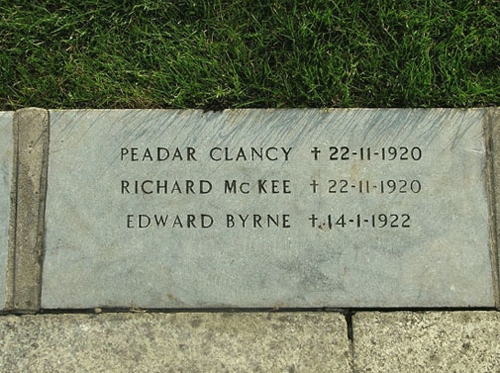 PEADAR CLANCY † 22-11-1920
RICHARD McKEE † 22-11-1920
EDWARD BYRNE † 14-1-1922